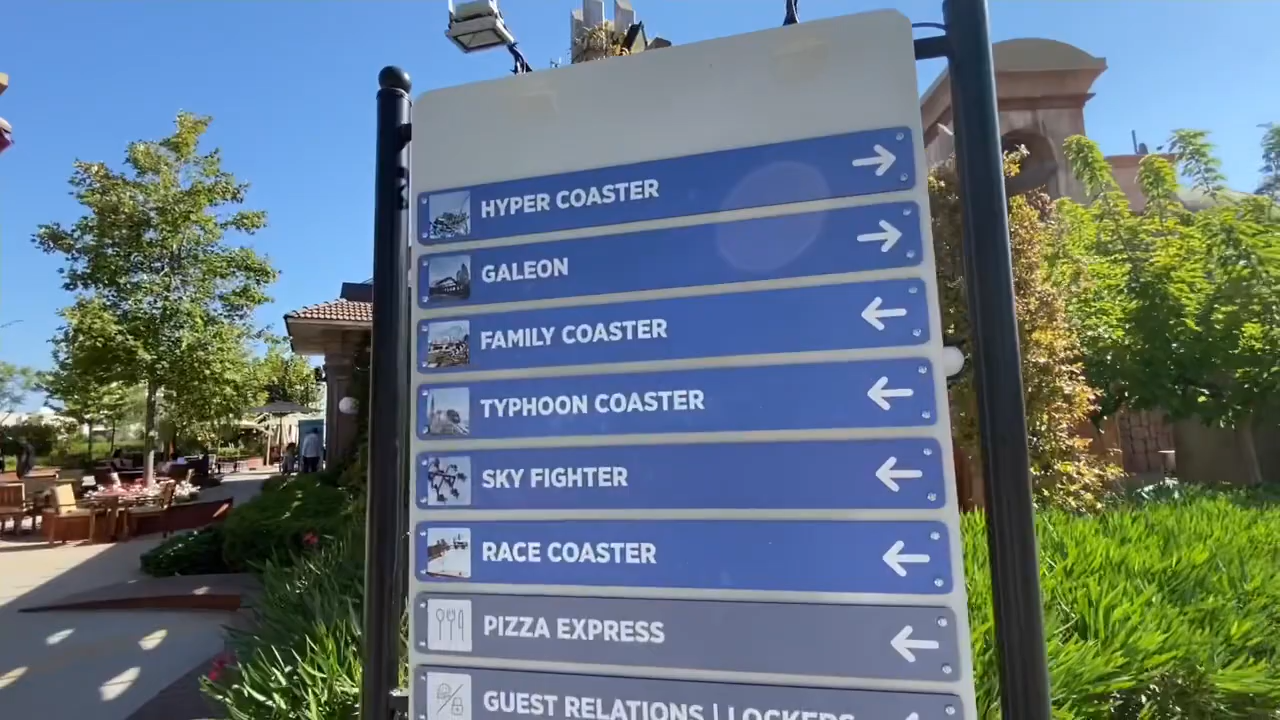 HYPER COASTER
GALEON
FAMILY COASTER
TYPHOON COASTER
SKY FIGHTER
RACE COASTER
PIZZA EXPRESS
GUEST RELATIONS | LOCKERS